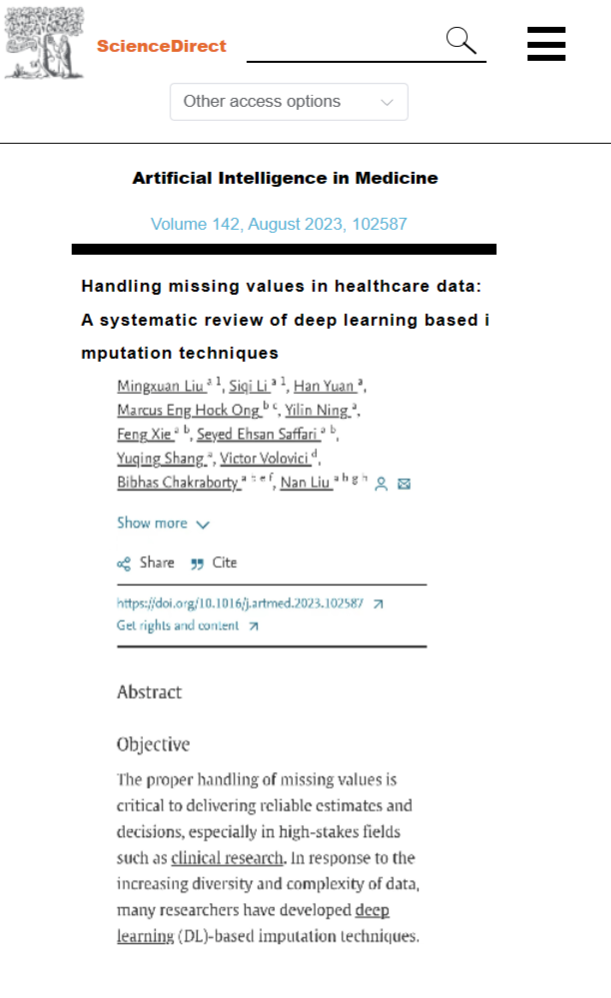 ScienceDirect
Other access options
Artificial Intelligence in Medicine
Volume 142, August 2023, 102587
Handling missing values in healthcare data:
A systematic review of deep learning based i
mputation techniques
Mingxuan Liu a 1, Siqi Li a 1, Han Yuan a,
Marcus Eng Hock Ong b c, Yilin Ning a,
Feng Xie a b, Seyed Ehsan Saffari a b,
Yuqing Shang a, Victor Volovici d,
Bibhas Chakraborty a b e f, Nan Liu a b g h
Show more
Share Cite
https://doi.org/10.1016/j.artmed.2023.102587
Get rights and content
Abstract
Objective
The proper handling of missing values is
critical to delivering reliable estimates and
decisions, especially in high-stakes fields
such as clinical research. In response to the
increasing diversity and complexity of data,
many researchers have developed deep
learning (DL)-based imputation techniques.